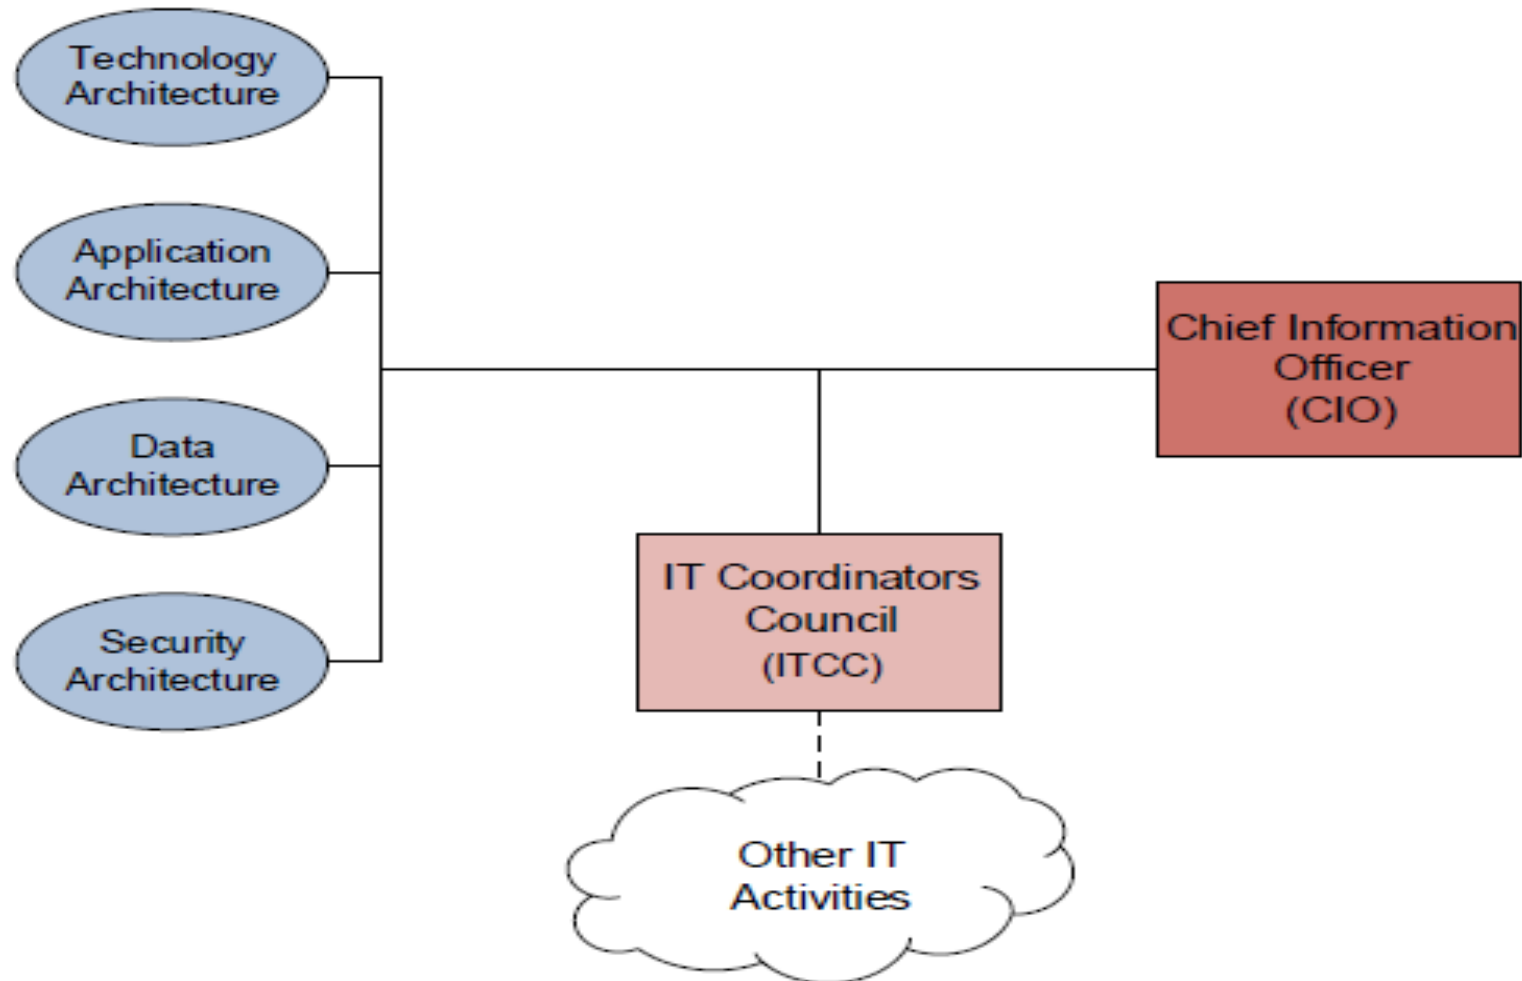 Technology
Architecture
Application
Architecture
Data
Architecture
Security
Architecture
Chief Information
Officer
(CIO)
IT Coordinators
Council
(ITCC)
Other IT
Activities